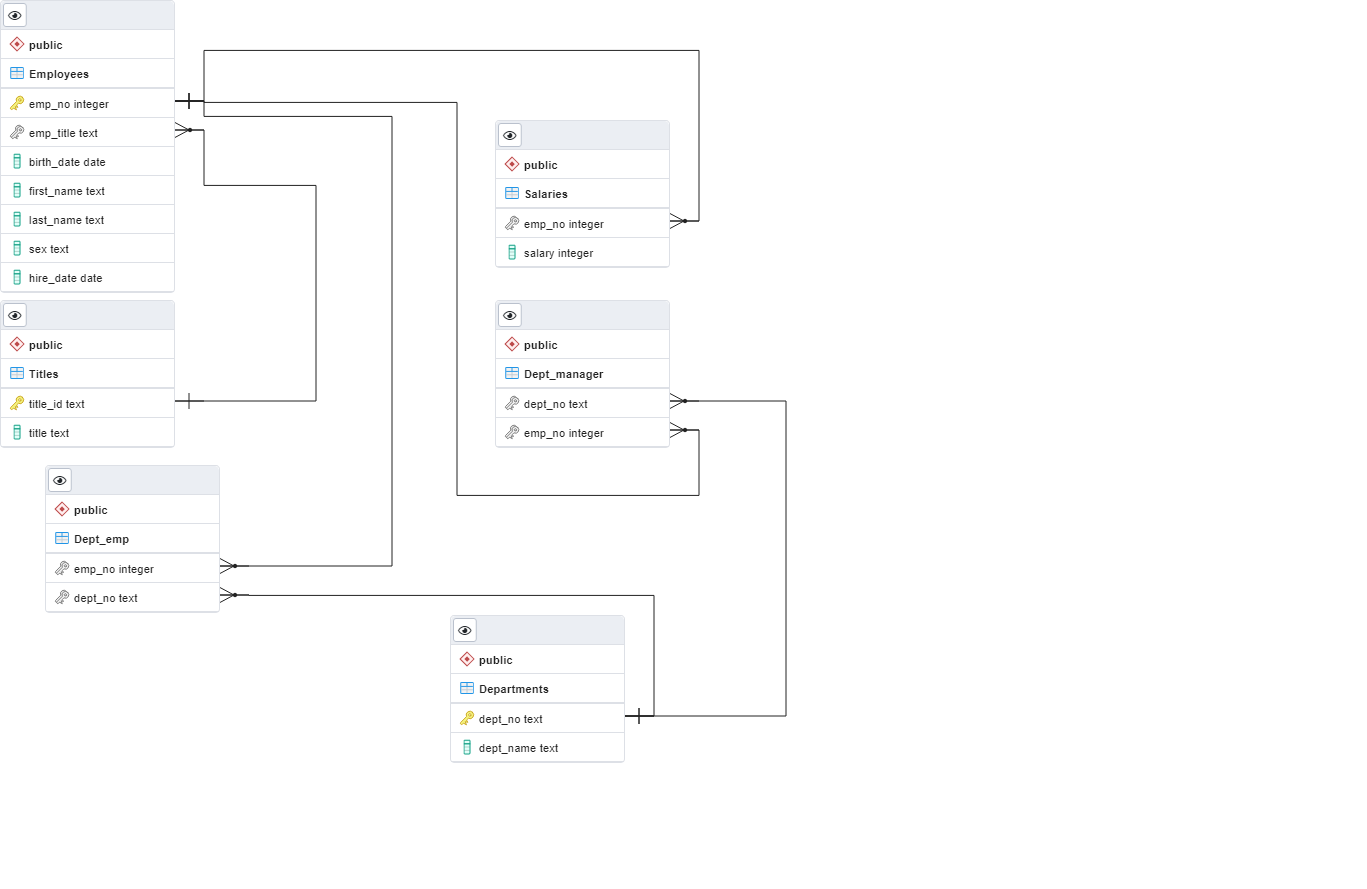 public
Employees
emp_no integer
emp_title text
birth_date date
first_name text
last_name text
sex text
hire_date date
public
Salaries
emp_no integer
salary integer
public
Titles
title_id text
title text
public
Dept_manager
dept_no text
emp_no integer
public
Dept_emp
emp_no integer
dept_no text
public
Departments
dept_no text
dept_name text